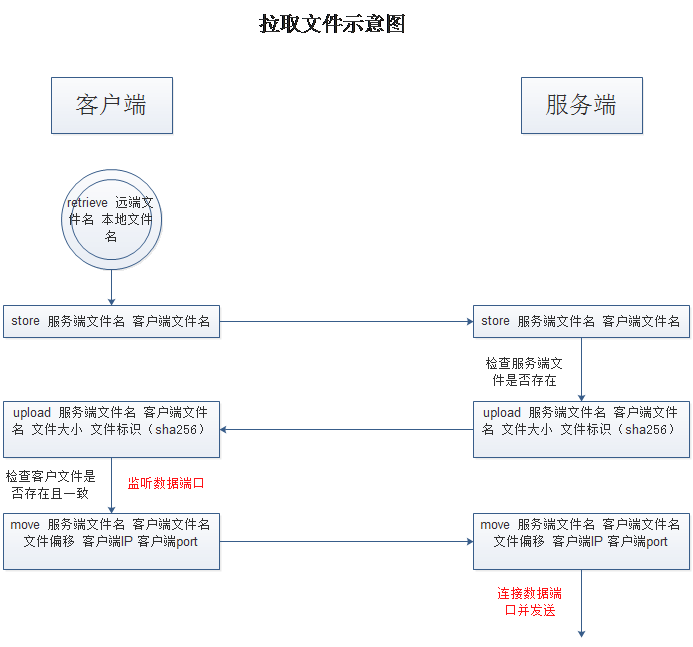 拉取文件示意图
客户端
服务端
retrieve 远端文
件名 本地文件
名
store 服务端文件名 客户端文件名
store 服务端文件名 客户端文件名
检查服务端文
件是否存在
upload 服务端文件名 客户端文件
名 文件大小 文件标识（sha256）
upload 服务端文件名 客户端文件
名 文件大小 文件标识（sha256）
检查客户文件是
否存在且一致
监听数据端口
move 服务端文件名 客户端文件名
文件偏移 客户端IP 客户端port
move 服务端文件名 客户端文件名
文件偏移 客户端IP 客户端port
连接数据端
口并发送